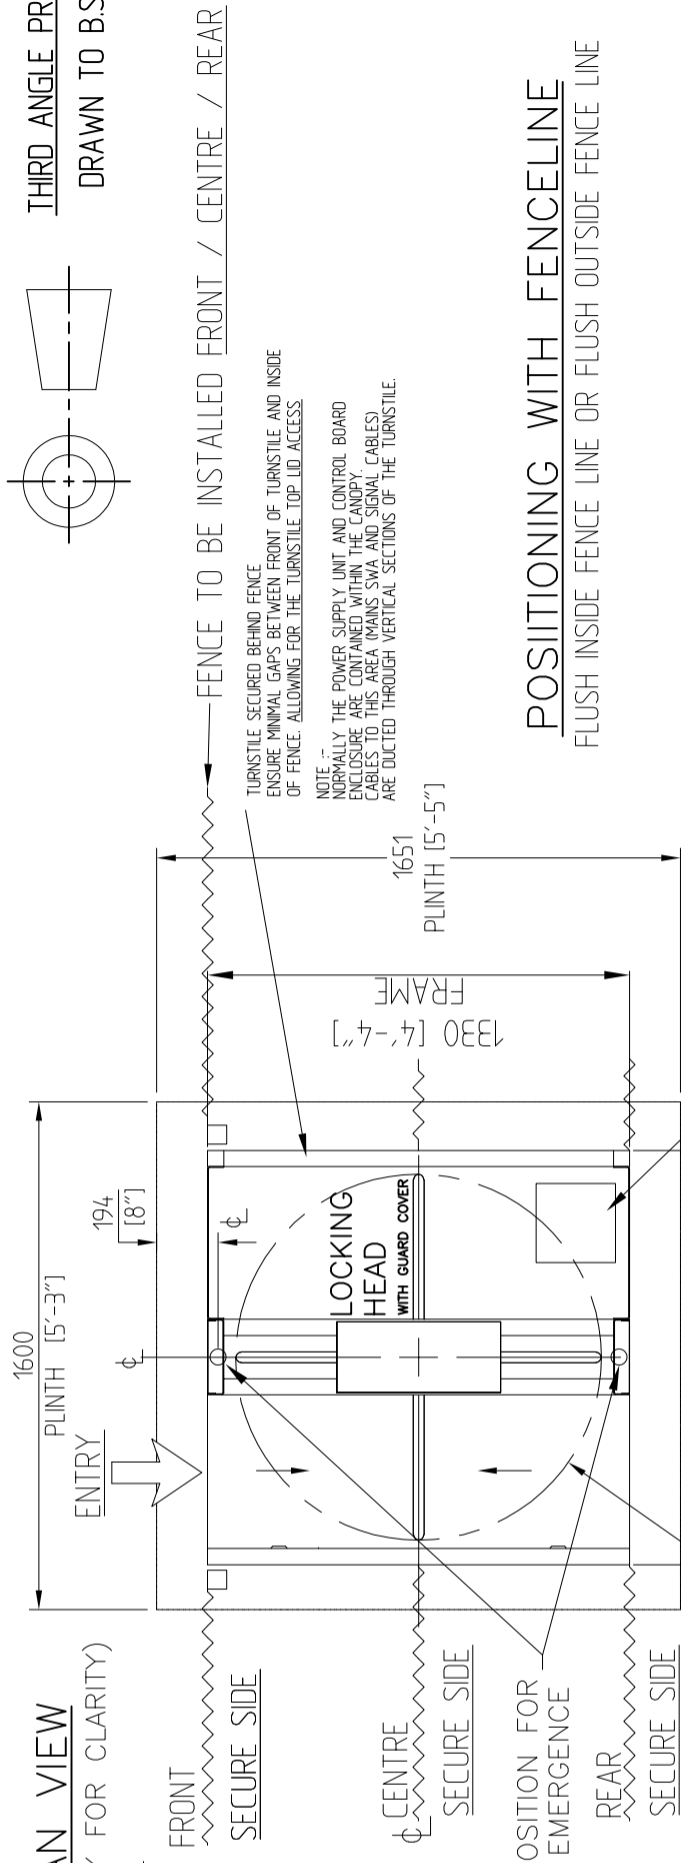 THIRD ANGLE PR
DRAWN TO B.S
FENCE TO BE INSTALLED FRONT / CENTRE / REAR
TURNSTILE SECURED BEHIND FENCE
ENSURE MINIMAL GAPS BETWEEN FRONT OF TURNSTILE AND INSIDE
OF FENCE. ALLOWING FOR THE TURNSTILE TOP LID ACCESS
NOTE :-
NORMALLY THE POWER SUPPLY UNIT AND CONTROL BOARD
ENCLOSURE ARE CONTAINED WITHIN THE CANOPY.
CABLES TO THIS AREA (MAINS SWA AND SIGNAL CABLES)
ARE DUCTED THROUGH VERTICAL SECTIONS OF THE TURNSTILE.
POSIITIONING WITH FENCELINE
FLUSH INSIDE FENCE LINE OR FLUSH OUTSIDE FENCE LINE
1651
PLINTH [5'-5"]
1330 [4'-4"]
FRAME
1600
PLINTH [5'-3"]
194
[8"]
ENTRY
LOCKING
HEAD
WITH GUARD COVER
AN VIEW
FOR CLARITY)
FRONT
SECURE SIDE
CENTRE
SECURE SIDE
OSITION FOR
EMERGENCE
REAR
SECURE SIDE